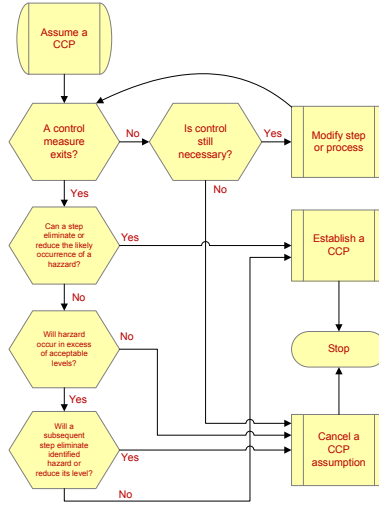 Assume a
CCP
A control
measure
exits?
No
Is control
still
necessary?
Yes
Modify step
or process
Yes
No
Can a step
eliminate or
reduce the likely
occurrence of a
hazzard?
Yes
Establish a
CCP
No
Will harzard
occur in excess
of acceptable
levels?
No
Stop
Yes
Will a
subsequent
step eliminate
identified
hazard or
reduce its level?
Yes
Cancel a
CCP
assumption
No